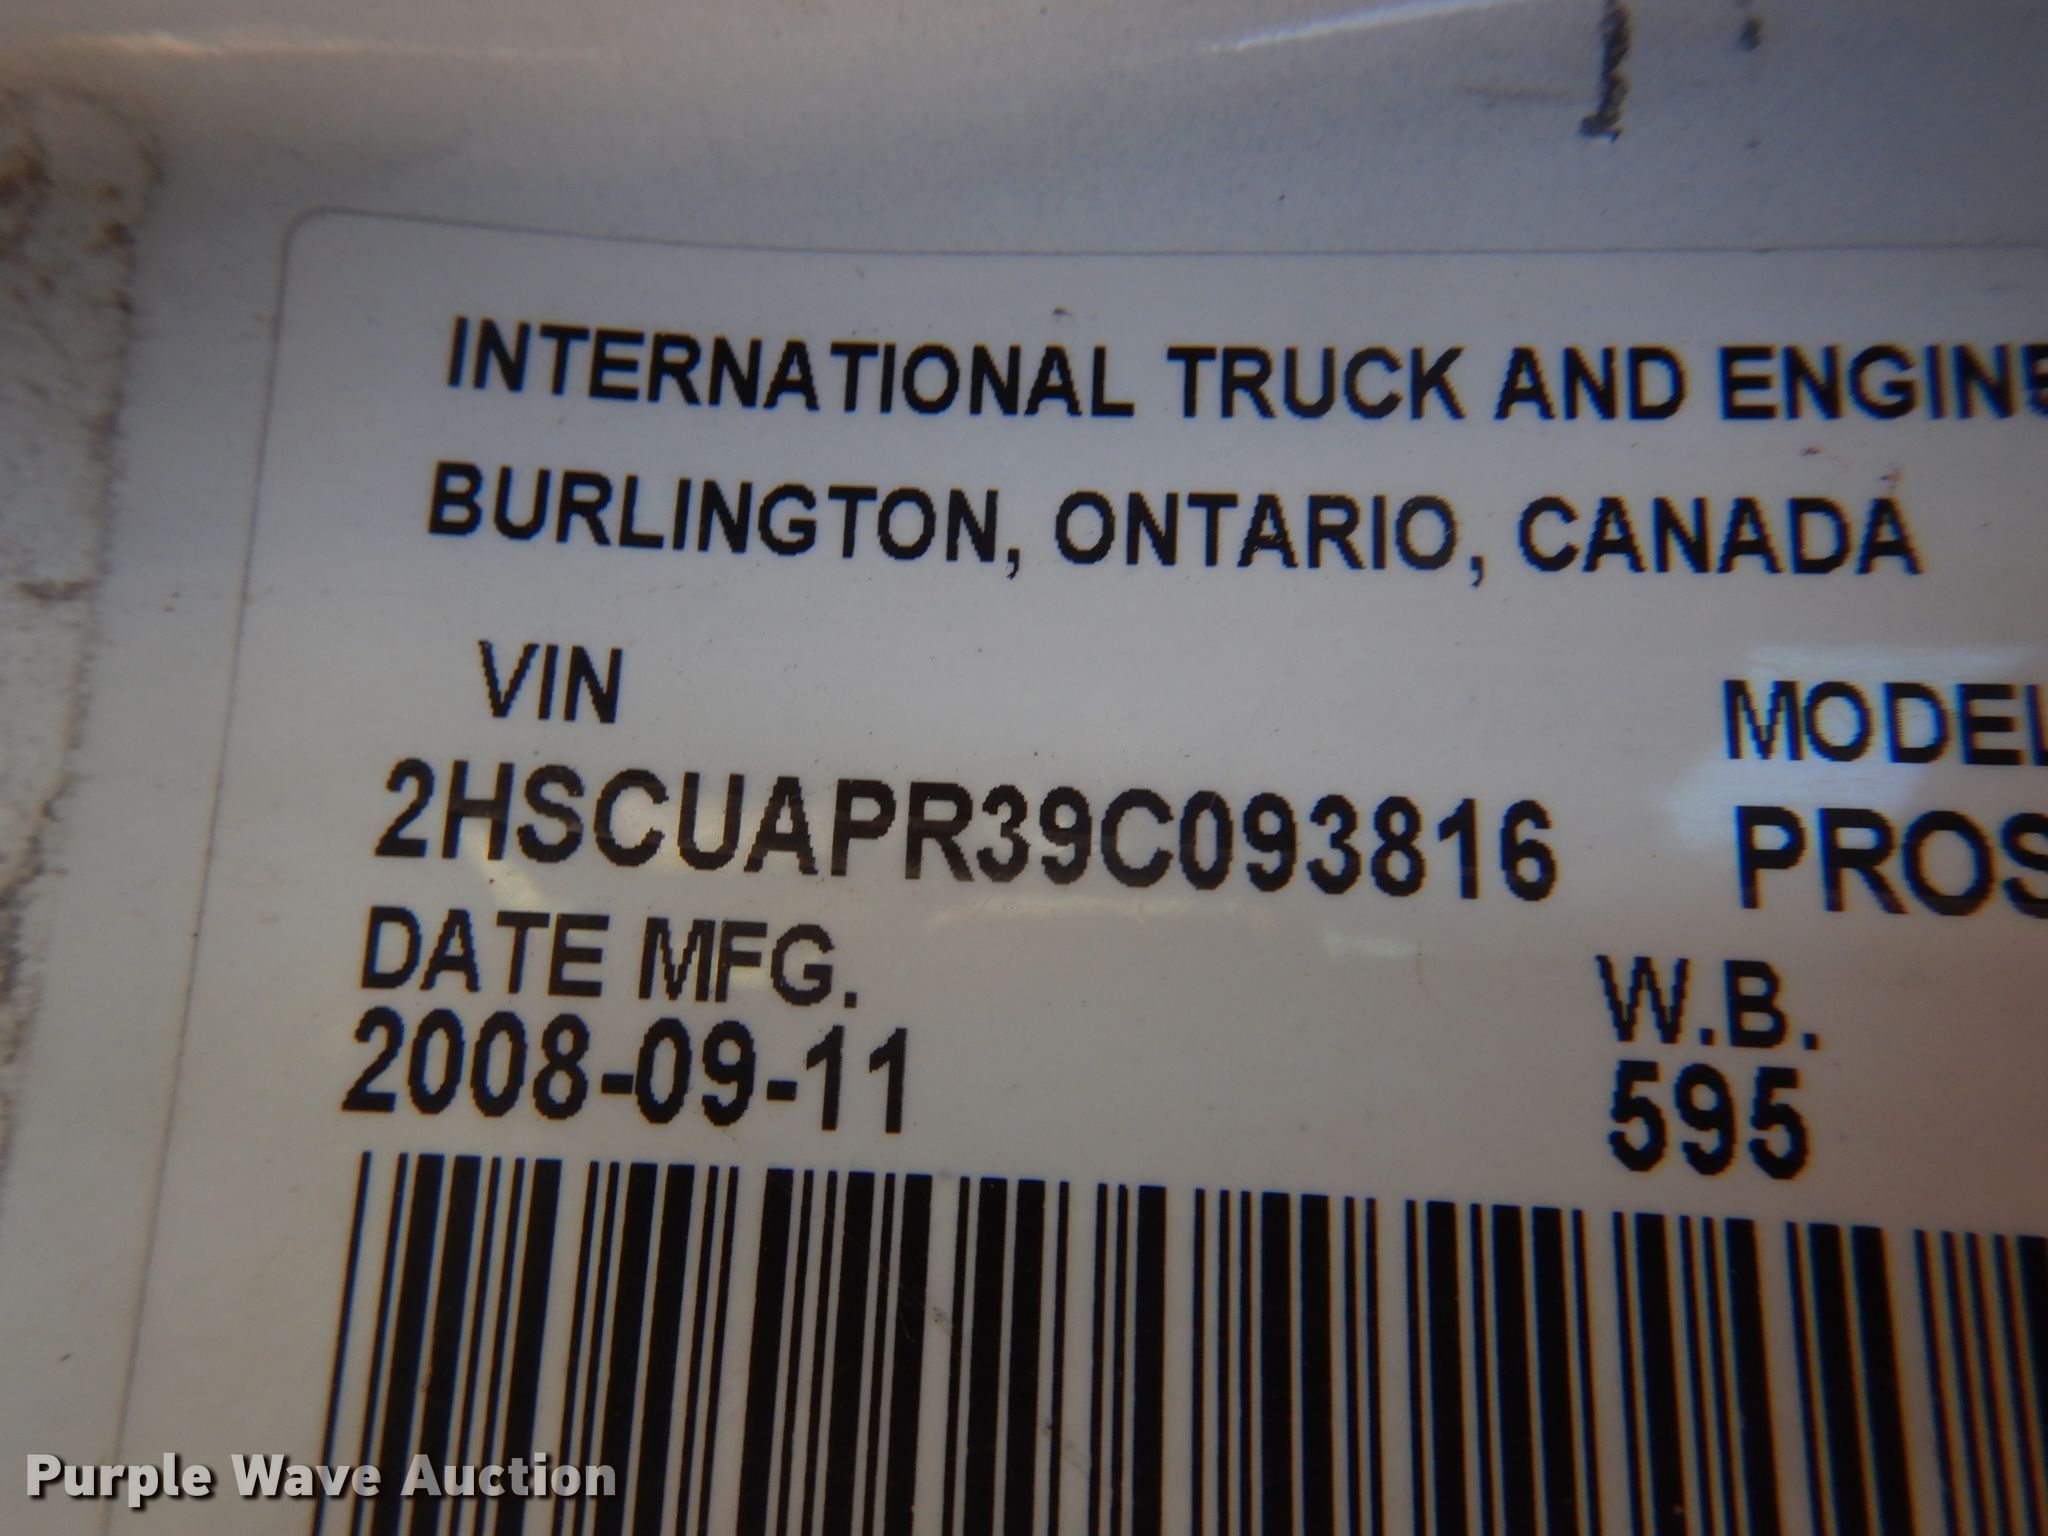 INTERNATIONAL TRUCK AND ENGINE
BURLINGTON, ONTARIO, CANADA
VIN MODEL
2HSCUAPR39C093816 PROS
DATE MFG. W.B.
2008-09-11 595
Purple Wave Auction